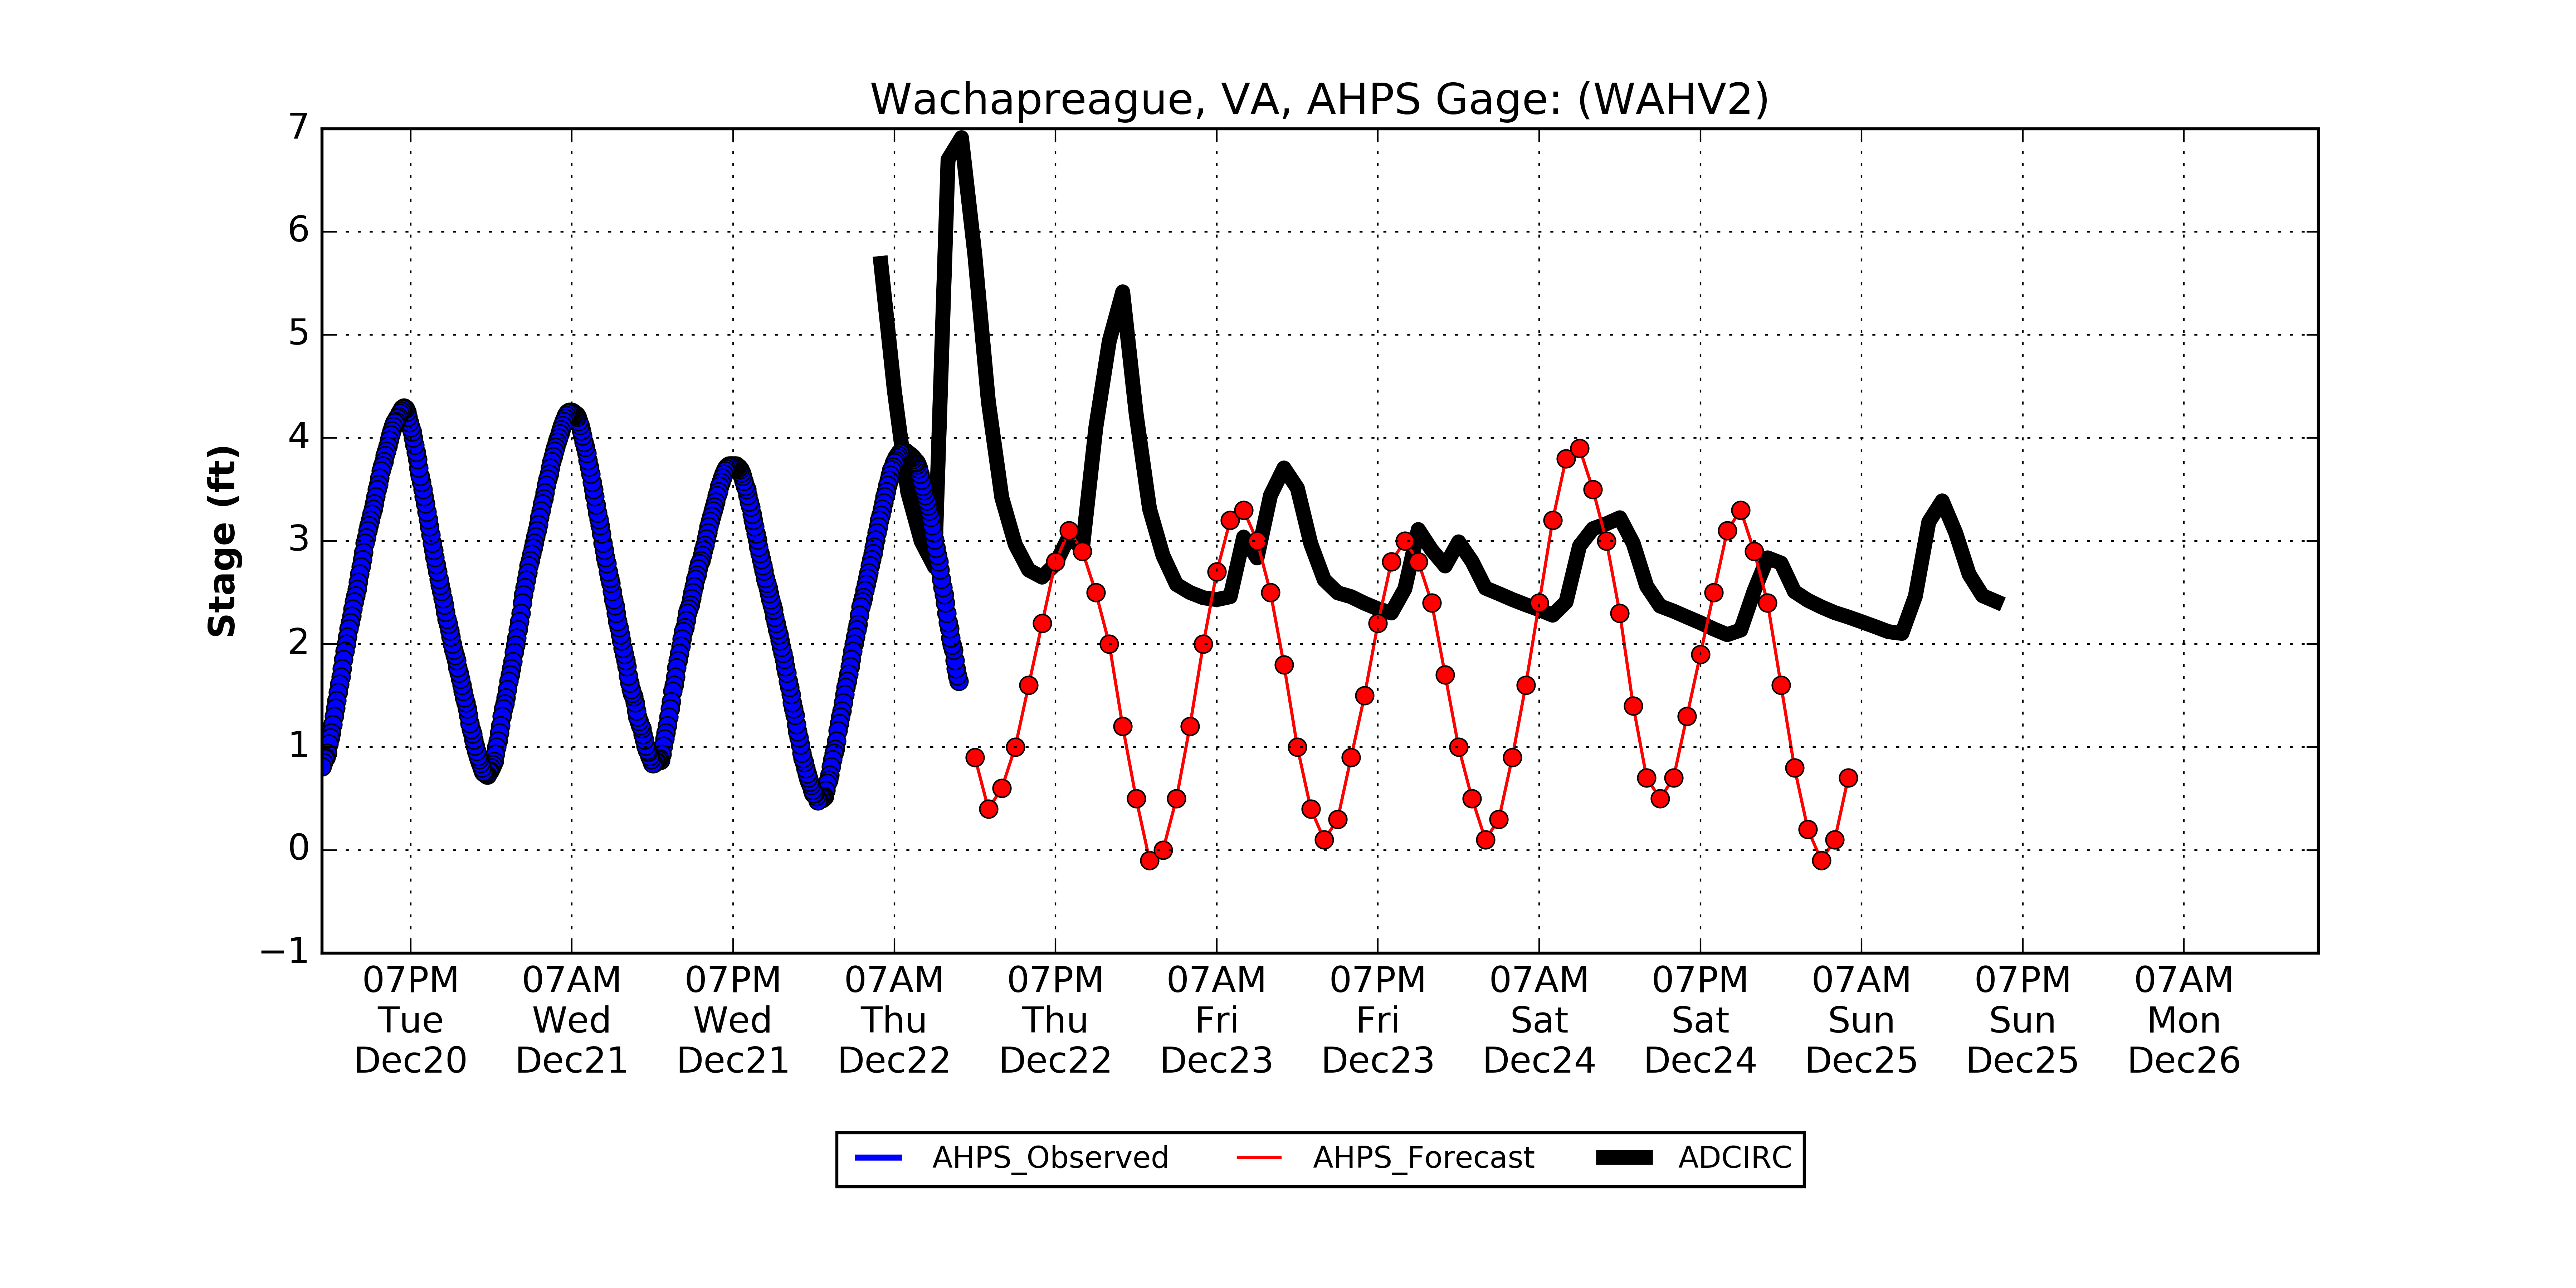 Wachapreague, VA, AHPS Gage: (WAHV2)
7
6
5
4
3
2
1
0
−1
Stage (ft)
07PM
Tue
Dec20
07AM
Wed
Dec21
07PM
Wed
Dec21
07AM
Thu
Dec22
07PM
Thu
Dec22
07AM
Fri
Dec23
07PM
Fri
Dec23
07AM
Sat
Dec24
07PM
Sat
Dec24
07AM
Sun
Dec25
07PM
Sun
Dec25
07AM
Mon
Dec26
AHPS_Observed
AHPS_Forecast
ADCIRC